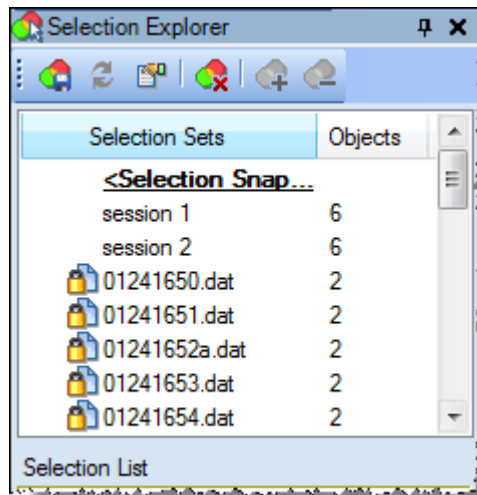 Selection Explorer
Selection Sets Objects
<Selection Snap...
session 1 6
session 2 6
01241650.dat 2
01241651.dat 2
01241652a.dat 2
01241653.dat 2
01241654.dat 2
Selection List